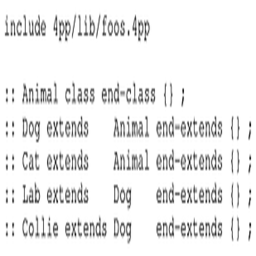 include 4pp/lib/foos.4pp
:: Animal class end-class {} ;
:: Dog extends Animal end-extends {} ;
:: Cat extends Animal end-extends {} ;
:: Lab extends Dog end-extends {} ;
:: Collie extends Dog end-extends {} ;